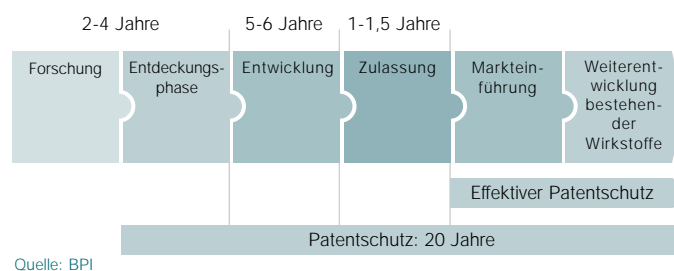 2-4 Jahre
5-6 Jahre
1-1,5 Jahre
Forschung
Entdeckungs-
phase
Entwicklung
Zulassung
Marktein-
führung
Weiterent-
wicklung
bestehen-
der
Wirkstoffe
Effektiver Patentschutz
Patentschutz: 20 Jahre
Quelle: BPI